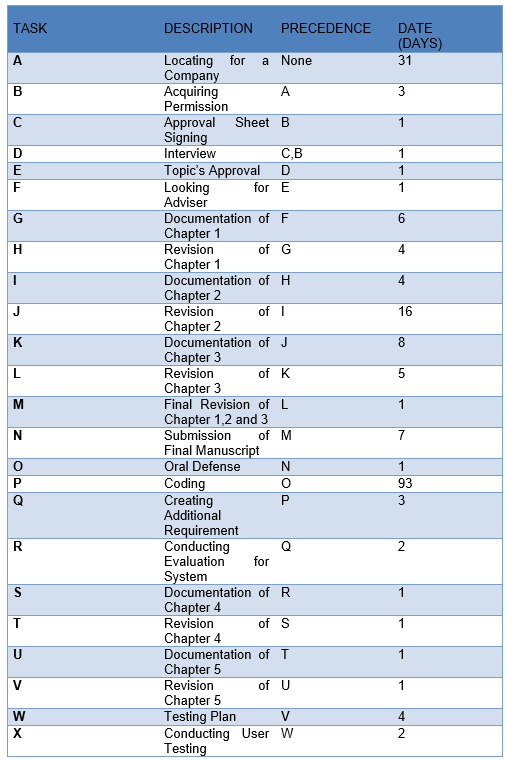 TASK DESCRIPTION PRECEDENCE DATE
(DAYS)
A Locating for a None 31
Company
B Acquiring A 3
Permission
C Approval Sheet B 1
Signing
D Interview C,B 1
E Topic's Approval D 1
F Looking for E 1
Adviser
G Documentation of F 6
Chapter 1
H Revision of G 4
Chapter 1
I Documentation of H 4
Chapter 2
J Revision of I 16
Chapter 2
K Documentation of J 8
Chapter 3
L Revision of K 5
Chapter 3
M Final Revision of L 1
Chapter 1,2 and 3
N Submission of M 7
Final Manuscript
O Oral Defense N 1
P Coding O 93
Q Creating P 3
Additional
Requirement
R Conducting Q 2
Evaluation for
System
S Documentation of R 1
Chapter 4
T Revision of S 1
Chapter 4
U Documentation of T 1
Chapter 5
V Revision of U 1
Chapter 5
W Testing Plan V 4
X Conducting User W 2
Testing